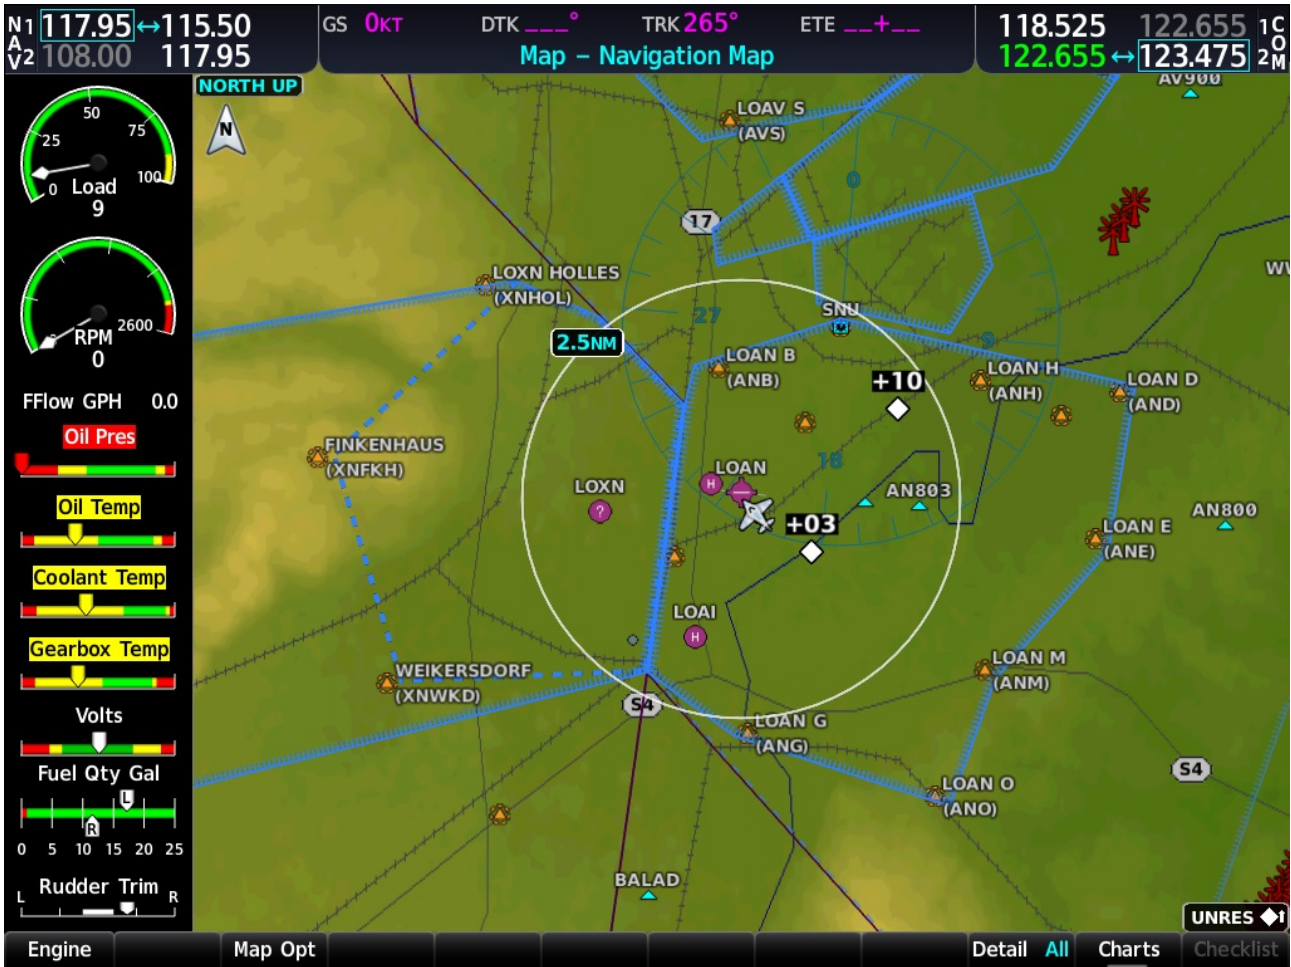 NAV 1 117.95 ↔ 115.50
2 108.00 117.95
GS 0KT DTK ___° TRK 265° ETE __+__
Map – Navigation Map
118.525 122.655 1 COM
122.655 ↔ 123.475 2
NORTH UP
N
0 25 50 75 100
Load
9
2600
RPM
0
FFlow GPH 0.0
Oil Pres
Oil Temp
Coolant Temp
Gearbox Temp
Volts
Fuel Qty Gal
L
R
0 5 10 15 20 25
Rudder Trim
L R
AV900
LOAV S
(AVS)
0
17
LOXN HOLLES
(XNHOL)
27
SNU
9
2.5NM
LOAN B
(ANB)
+10
LOAN H
(ANH)
LOAN D
(AND)
FINKENHAUS
(XNFKH)
18
LOXN
?
H
LOAN
AN803
AN800
+03
LOAN E
(ANE)
LOAI
H
WEIKERSDORF
(XNWKD)
LOAN M
(ANM)
S4
LOAN G
(ANG)
S4
LOAN O
(ANO)
BALAD
UNRES
Engine Map Opt Detail All Charts Checklist